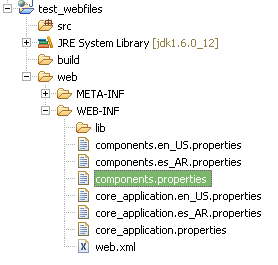 test_webfiles
src
JRE System Library [jdk1.6.0_12]
build
web
META-INF
WEB-INF
lib
components.en_US.properties
components.es_AR.properties
components.properties
core_application.en_US.properties
core_application.es_AR.properties
core_application.properties
web.xml